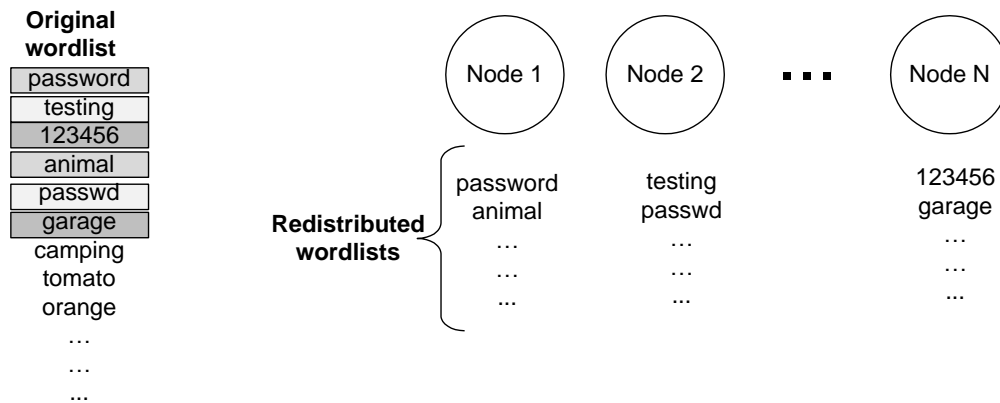 Original
wordlist
password
testing
123456
animal
passwd
garage
camping
tomato
orange
…
…
...
Node 1
Node 2
Node N
Redistributed
wordlists
password
animal
…
…
...
testing
passwd
…
…
...
123456
garage
…
…
...